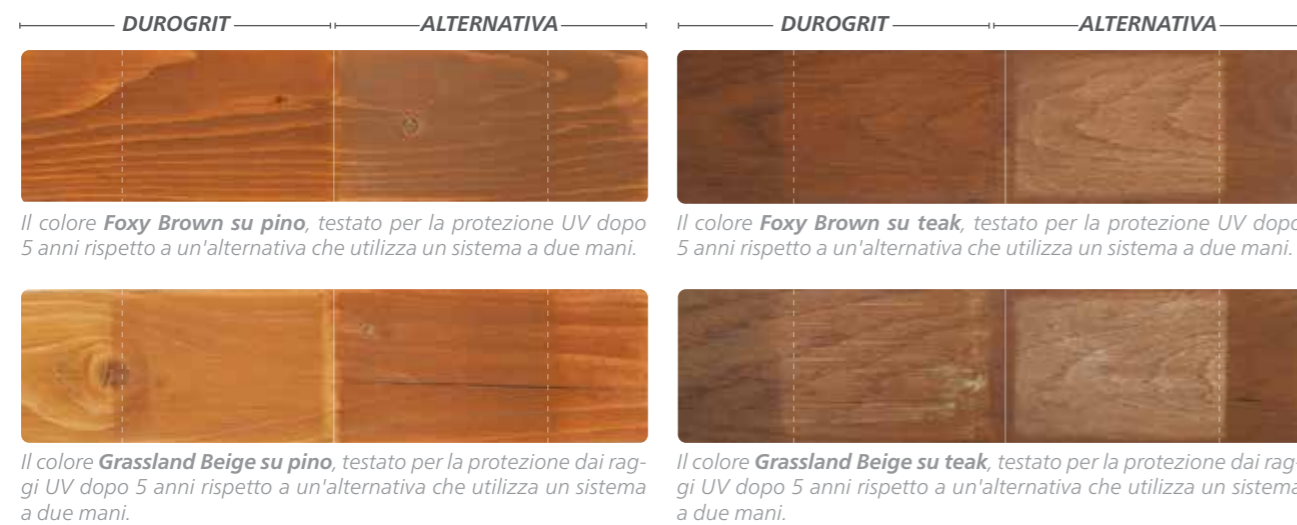 DUROGRIT ALTERNATIVA
Il colore Foxy Brown su pino, testato per la protezione UV dopo
5 anni rispetto a un'alternativa che utilizza un sistema a due mani.
Il colore Grassland Beige su pino, testato per la protezione dai rag-
gi UV dopo 5 anni rispetto a un'alternativa che utilizza un sistema
a due mani.
DUROGRIT ALTERNATIVA
Il colore Foxy Brown su teak, testato per la protezione UV dopo
5 anni rispetto a un'alternativa che utilizza un sistema a due mani.
Il colore Grassland Beige su teak, testato per la protezione dai rag-
gi UV dopo 5 anni rispetto a un'alternativa che utilizza un sistema
a due mani.